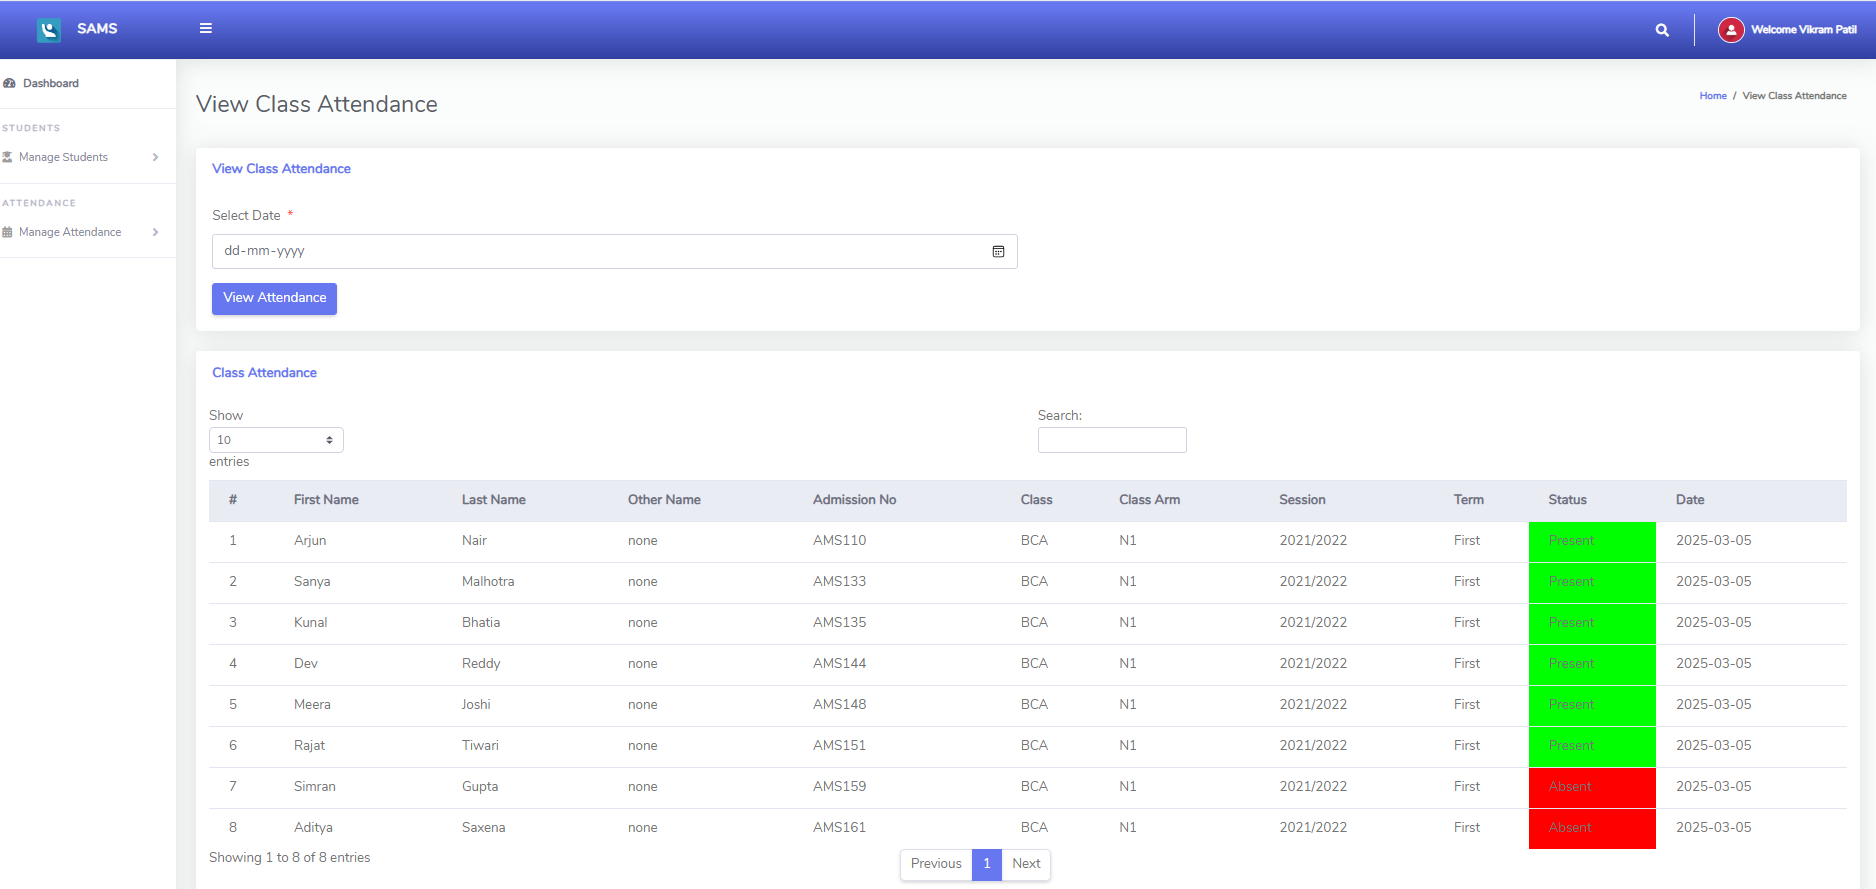 SAMS
Welcome Vikram Patil
Dashboard
STUDENTS
Manage Students
ATTENDANCE
Manage Attendance
View Class Attendance
Home / View Class Attendance
View Class Attendance
Select Date *
dd-mm-yyyy
View Attendance
Class Attendance
Show
10
entries
Search:
# First Name Last Name Other Name Admission No Class Class Arm Session Term Status Date
1 Arjun Nair none AMS110 BCA N1 2021/2022 First Present 2025-03-05
2 Sanya Malhotra none AMS133 BCA N1 2021/2022 First Present 2025-03-05
3 Kunal Bhatia none AMS135 BCA N1 2021/2022 First Present 2025-03-05
4 Dev Reddy none AMS144 BCA N1 2021/2022 First Present 2025-03-05
5 Meera Joshi none AMS148 BCA N1 2021/2022 First Present 2025-03-05
6 Rajat Tiwari none AMS151 BCA N1 2021/2022 First Present 2025-03-05
7 Simran Gupta none AMS159 BCA N1 2021/2022 First Absent 2025-03-05
8 Aditya Saxena none AMS161 BCA N1 2021/2022 First Absent 2025-03-05
Showing 1 to 8 of 8 entries
Previous 1 Next